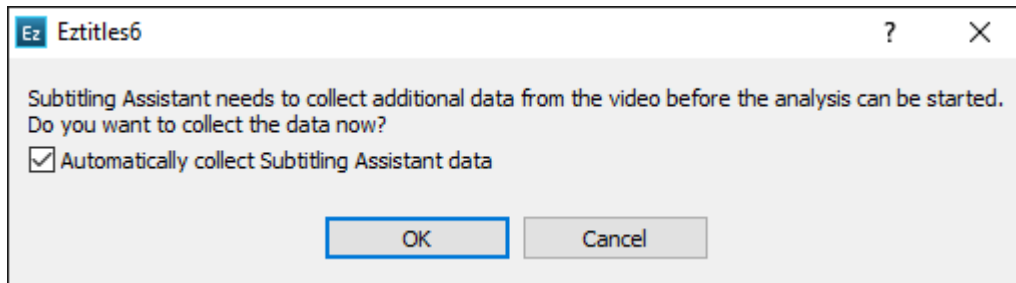 Ez Eztitles6 ?
Subtitling Assistant needs to collect additional data from the video before the analysis can be started.
Do you want to collect the data now?
Automatically collect Subtitling Assistant data
OK Cancel